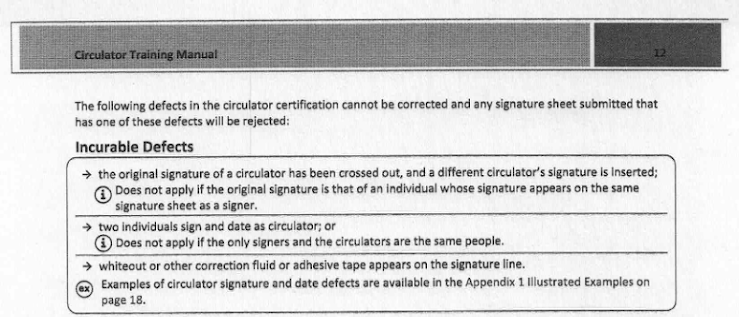 Circulator Training Manual 12
The following defects in the circulator certification cannot be corrected and any signature sheet submitted that
has one of these defects will be rejected:
Incurable Defects
→ the original signature of a circulator has been crossed out, and a different circulator's signature is inserted;
i Does not apply if the original signature is that of an individual whose signature appears on the same
signature sheet as a signer.
→ two individuals sign and date as circulator; or
i Does not apply if the only signers and the circulators are the same people.
→ whiteout or other correction fluid or adhesive tape appears on the signature line.
ex Examples of circulator signature and date defects are available in the Appendix 1 Illustrated Examples on
page 18.